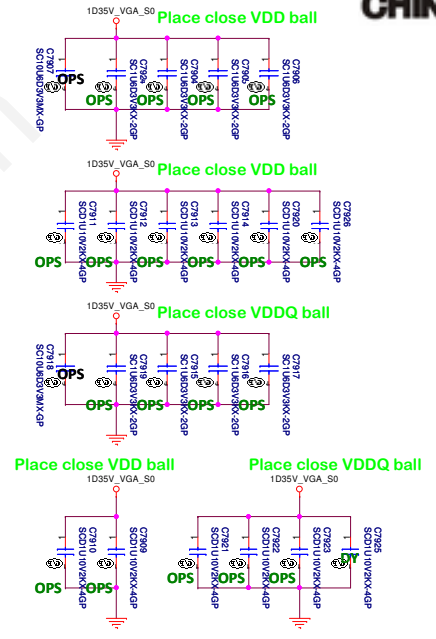 CHIN
1D35V_VGA_S0 Place close VDD ball
C7907 SC10U6D3V3MX-GP OPS
C7924 SC1U6D3V3KX-2GP OPS
C7904 SC1U6D3V3KX-2GP OPS
C7905 SC1U6D3V3KX-2GP OPS
C7906 SC1U6D3V3KX-2GP OPS
1D35V_VGA_S0 Place close VDD ball
C7911 SCD1U10V2KX-4GP OPS
C7912 SCD1U10V2KX-4GP OPS
C7913 SCD1U10V2KX-4GP OPS
C7914 SCD1U10V2KX-4GP OPS
C7920 SCD1U10V2KX-4GP OPS
C7926 SCD1U10V2KX-4GP OPS
1D35V_VGA_S0 Place close VDDQ ball
C7918 SC10U6D3V3MX-GP OPS
C7919 SC1U6D3V3KX-2GP OPS
C7915 SC1U6D3V3KX-2GP OPS
C7916 SC1U6D3V3KX-2GP OPS
C7917 SC1U6D3V3KX-2GP OPS
Place close VDD ball
1D35V_VGA_S0
C7910 SCD1U10V2KX-4GP OPS
C7909 SCD1U10V2KX-4GP OPS
Place close VDDQ ball
1D35V_VGA_S0
C7921 SCD1U10V2KX-4GP OPS
C7922 SCD1U10V2KX-4GP OPS
C7923 SCD1U10V2KX-4GP OPS
C7925 SCD1U10V2KX-4GP DY